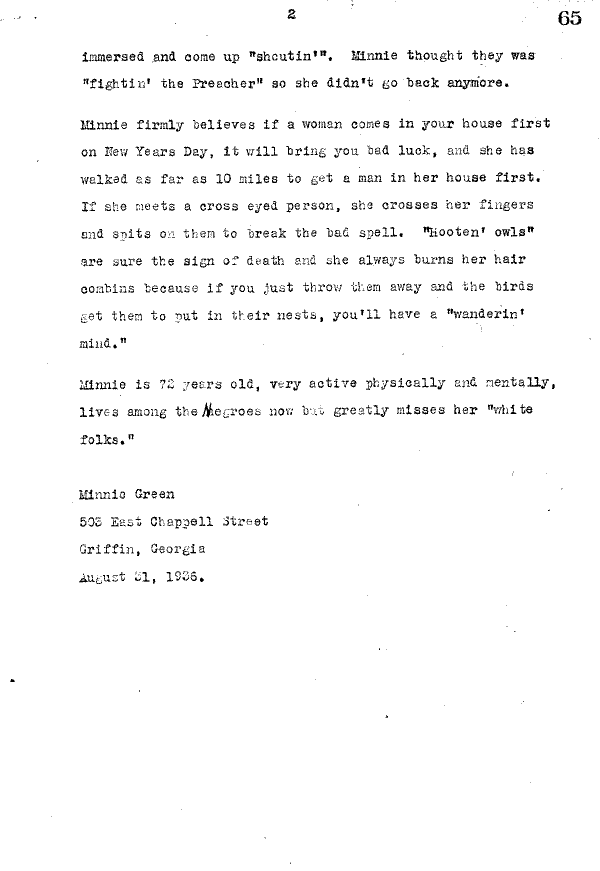 2
65
immersed and come up "shoutin'". Minnie thought they was
"fightin' the Preacher" so she didn't go back anymore.
Minnie firmly believes if a woman comes in your house first
on New Years Day, it will bring you bad luck, and she has
walked as far as 10 miles to get a man in her house first.
If she meets a cross eyed person, she crosses her fingers
and spits on them to break the bad spell. "Hooten' owls"
are sure the sign of death and she always burns her hair
combins because if you just throw them away and the birds
get them to put in their nests, you'll have a "wanderin'
mind."
Minnie is 72 years old, very active physically and mentally,
lives among the Negroes now but greatly misses her "white
folks."
Minnie Green
503 East Chappell Street
Griffin, Georgia
August 31, 1936.